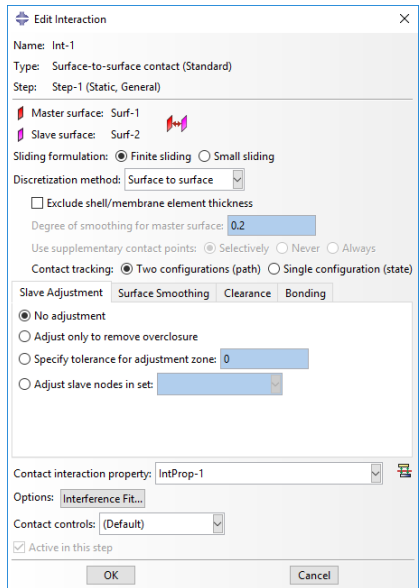 Edit Interaction
Name: Int-1
Type: Surface-to-surface contact (Standard)
Step: Step-1 (Static, General)
Master surface: Surf-1
Slave surface: Surf-2
Sliding formulation: Finite sliding Small sliding
Discretization method: Surface to surface
Exclude shell/membrane element thickness
Degree of smoothing for master surface: 0.2
Use supplementary contact points: Selectively Never Always
Contact tracking: Two configurations (path) Single configuration (state)
Slave Adjustment Surface Smoothing Clearance Bonding
No adjustment
Adjust only to remove overclosure
Specify tolerance for adjustment zone: 0
Adjust slave nodes in set:
Contact interaction property: IntProp-1
Options: Interference Fit...
Contact controls: (Default)
Active in this step
OK Cancel